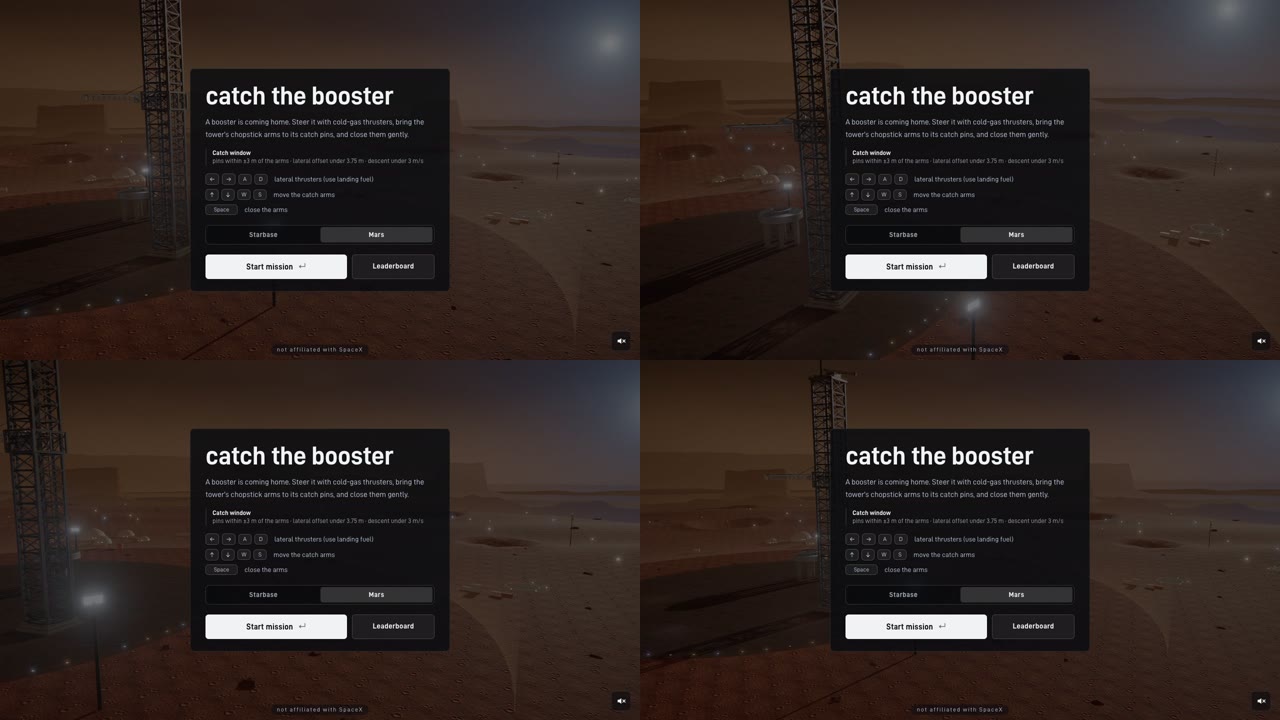 catch the booster
A booster is coming home. Steer it with cold-gas thrusters, bring the
tower's chopstick arms to its catch pins, and close them gently.
Catch window
pins within ±3 m of the arms · lateral offset under 3.75 m · descent under 3 m/s
← → A D lateral thrusters (use landing fuel)
↑ ↓ W S move the catch arms
Space close the arms
Starbase Mars
Start mission ↵ Leaderboard
not affiliated with SpaceX
catch the booster
A booster is coming home. Steer it with cold-gas thrusters, bring the
tower's chopstick arms to its catch pins, and close them gently.
Catch window
pins within ±3 m of the arms · lateral offset under 3.75 m · descent under 3 m/s
← → A D lateral thrusters (use landing fuel)
↑ ↓ W S move the catch arms
Space close the arms
Starbase Mars
Start mission ↵ Leaderboard
not affiliated with SpaceX
catch the booster
A booster is coming home. Steer it with cold-gas thrusters, bring the
tower's chopstick arms to its catch pins, and close them gently.
Catch window
pins within ±3 m of the arms · lateral offset under 3.75 m · descent under 3 m/s
← → A D lateral thrusters (use landing fuel)
↑ ↓ W S move the catch arms
Space close the arms
Starbase Mars
Start mission ↵ Leaderboard
not affiliated with SpaceX
catch the booster
A booster is coming home. Steer it with cold-gas thrusters, bring the
tower's chopstick arms to its catch pins, and close them gently.
Catch window
pins within ±3 m of the arms · lateral offset under 3.75 m · descent under 3 m/s
← → A D lateral thrusters (use landing fuel)
↑ ↓ W S move the catch arms
Space close the arms
Starbase Mars
Start mission ↵ Leaderboard
not affiliated with SpaceX